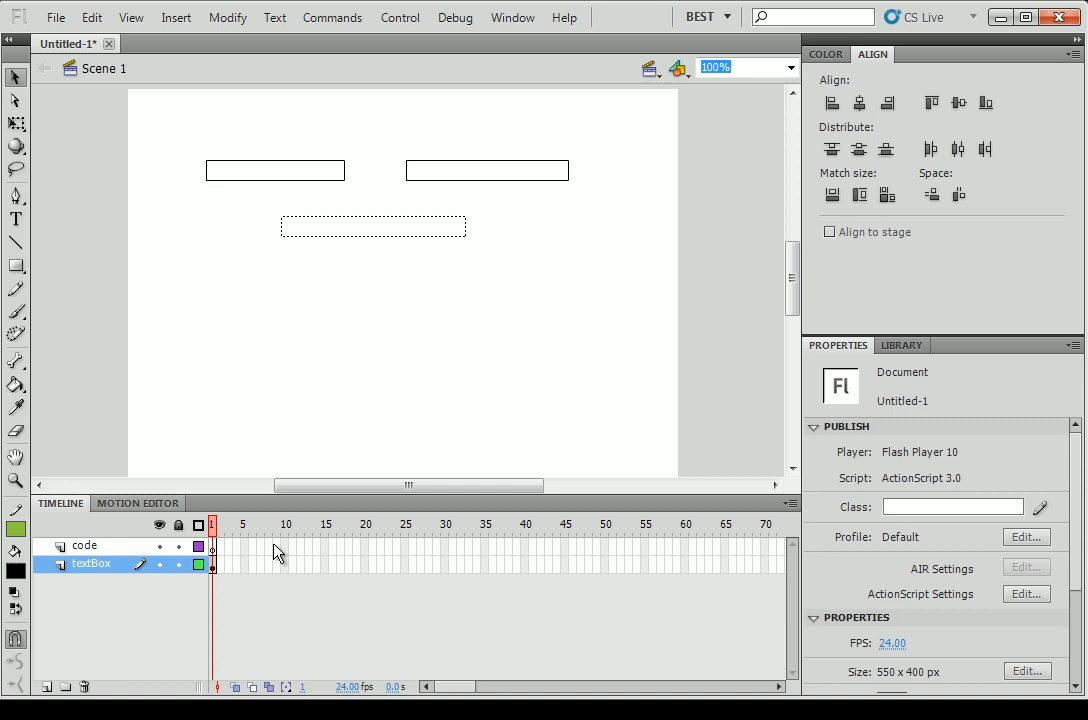 Fl File Edit View Insert Modify Text Commands Control Debug Window Help BEST CS Live
Untitled-1*
Scene 1 100%
COLOR ALIGN
Align:
Distribute:
Match size: Space:
Align to stage
T
PROPERTIES LIBRARY
Fl Document
Untitled-1
PUBLISH
Player: Flash Player 10
Script: ActionScript 3.0
Class:
Profile: Default Edit...
AIR Settings Edit...
ActionScript Settings Edit...
PROPERTIES
FPS: 24.00
Size: 550 x 400 px Edit...
TIMELINE MOTION EDITOR
1 5 10 15 20 25 30 35 40 45 50 55 60 65 70
code
textBox
1 24.00 fps 0.0 s